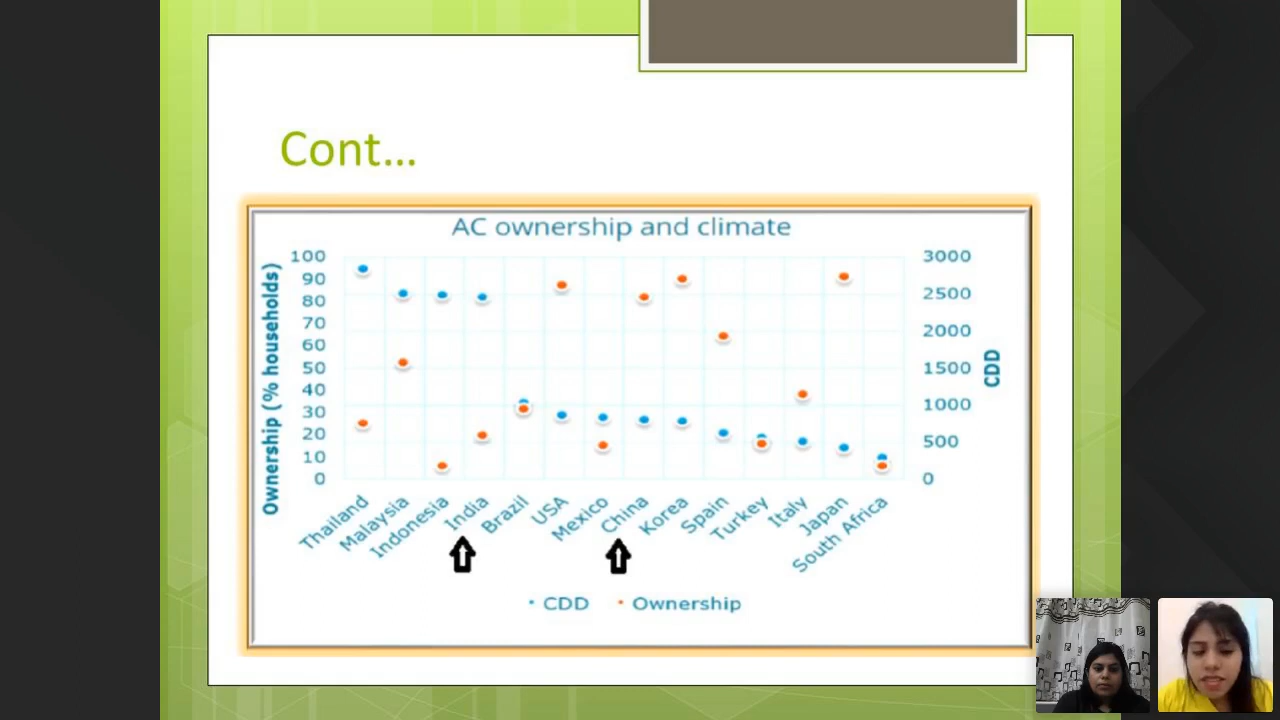 Cont...
AC ownership and climate
Ownership (% households)
100
90
80
70
60
50
40
30
20
10
0
3000
2500
2000
1500
1000
500
0
CDD
Thailand
Malaysia
Indonesia
India
Brazil
USA
Mexico
China
Korea
Spain
Turkey
Italy
Japan
South Africa
CDD Ownership